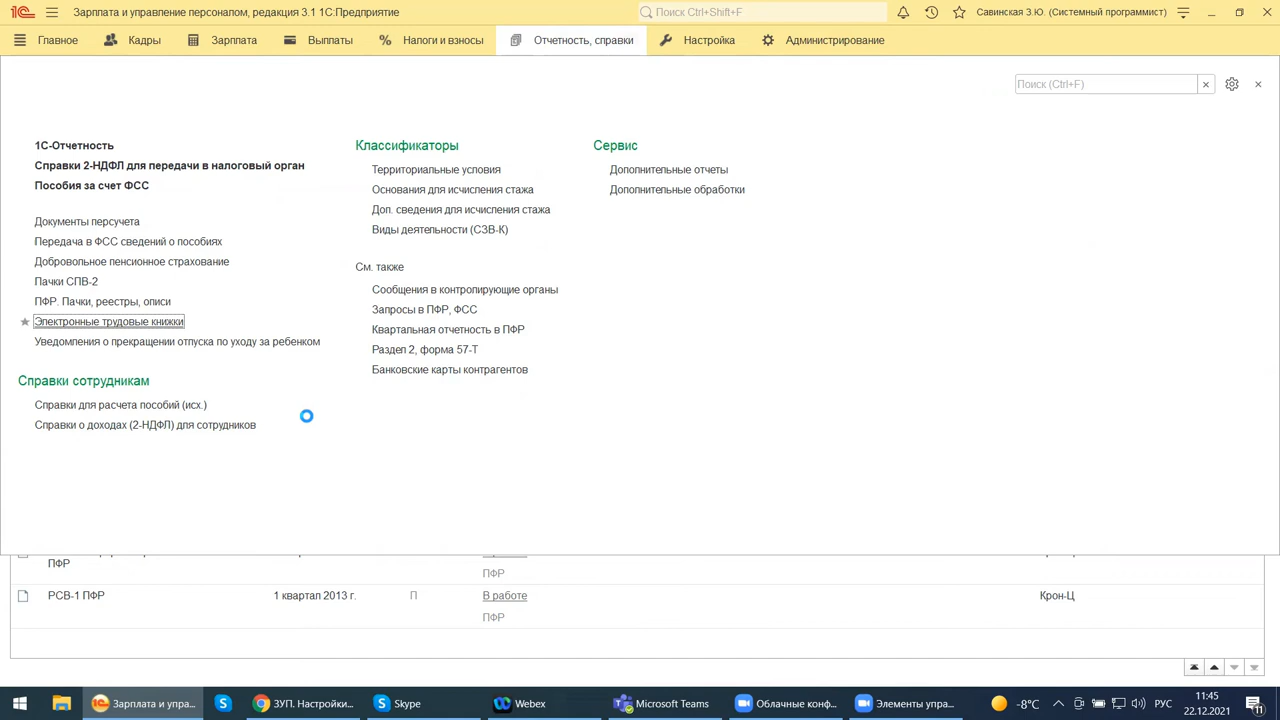 Зарплата и управление персоналом, редакция 3.1 1С:Предприятие
Поиск Ctrl+Shift+F
Савинская З.Ю. (Системный программист)
Главное
Кадры
Зарплата
Выплаты
Налоги и взносы
Отчетность, справки
Настройка
Администрирование
Поиск (Ctrl+F)
1С-Отчетность
Справки 2-НДФЛ для передачи в налоговый орган
Пособия за счет ФСС
Документы персучета
Передача в ФСС сведений о пособиях
Добровольное пенсионное страхование
Пачки СПВ-2
ПФР. Пачки, реестры, описи
Электронные трудовые книжки
Уведомления о прекращении отпуска по уходу за ребенком
Справки сотрудникам
Справки для расчета пособий (исх.)
Справки о доходах (2-НДФЛ) для сотрудников
Классификаторы
Территориальные условия
Основания для исчисления стажа
Доп. сведения для исчисления стажа
Виды деятельности (СЗВ-К)
См. также
Сообщения в контролирующие органы
Запросы в ПФР, ФСС
Квартальная отчетность в ПФР
Раздел 2, форма 57-Т
Банковские карты контрагентов
Сервис
Дополнительные отчеты
Дополнительные обработки
ПФР
ПФР
РСВ-1 ПФР
1 квартал 2013 г.
П
В работе
Крон-Ц
ПФР
Зарплата и упра...
ЗУП. Настройки...
Skype
Webex
Microsoft Teams
Облачные конф...
Элементы упра...
-8°C
РУС
11:45
22.12.2021
11